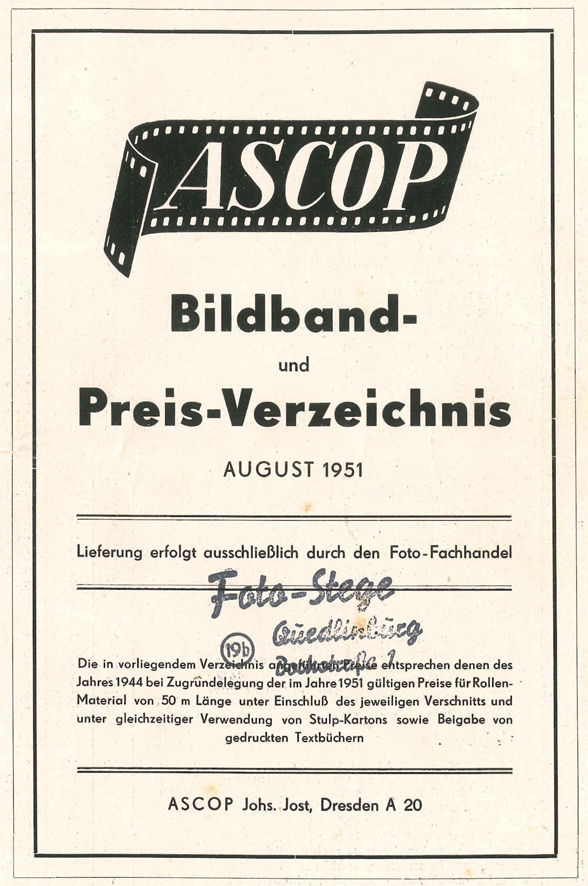 ASCOP
Bildband-
und
Preis-Verzeichnis
AUGUST 1951
Lieferung erfolgt ausschließlich durch den Foto-Fachhandel
Foto-Stege
Quedlinburg
19b
Die in vorliegendem Verzeichnis angeführten Preise entsprechen denen des
Jahres 1944 bei Zugrundelegung der im Jahre 1951 gültigen Preise für Rollen-
Material von 50 m Länge unter Einschluß des jeweiligen Verschnitts und
unter gleichzeitiger Verwendung von Stulp-Kartons sowie Beigabe von
gedruckten Textbüchern
ASCOP Johs. Jost, Dresden A 20